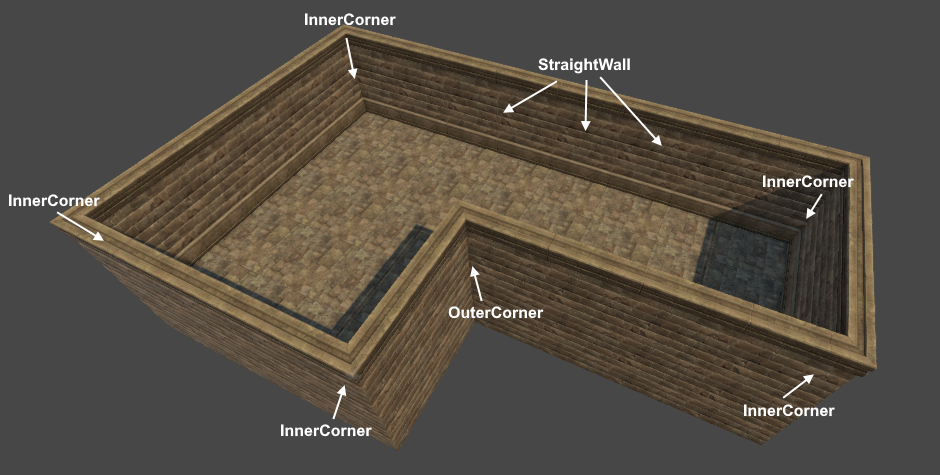 InnerCorner
StraightWall
InnerCorner
InnerCorner
OuterCorner
InnerCorner
InnerCorner